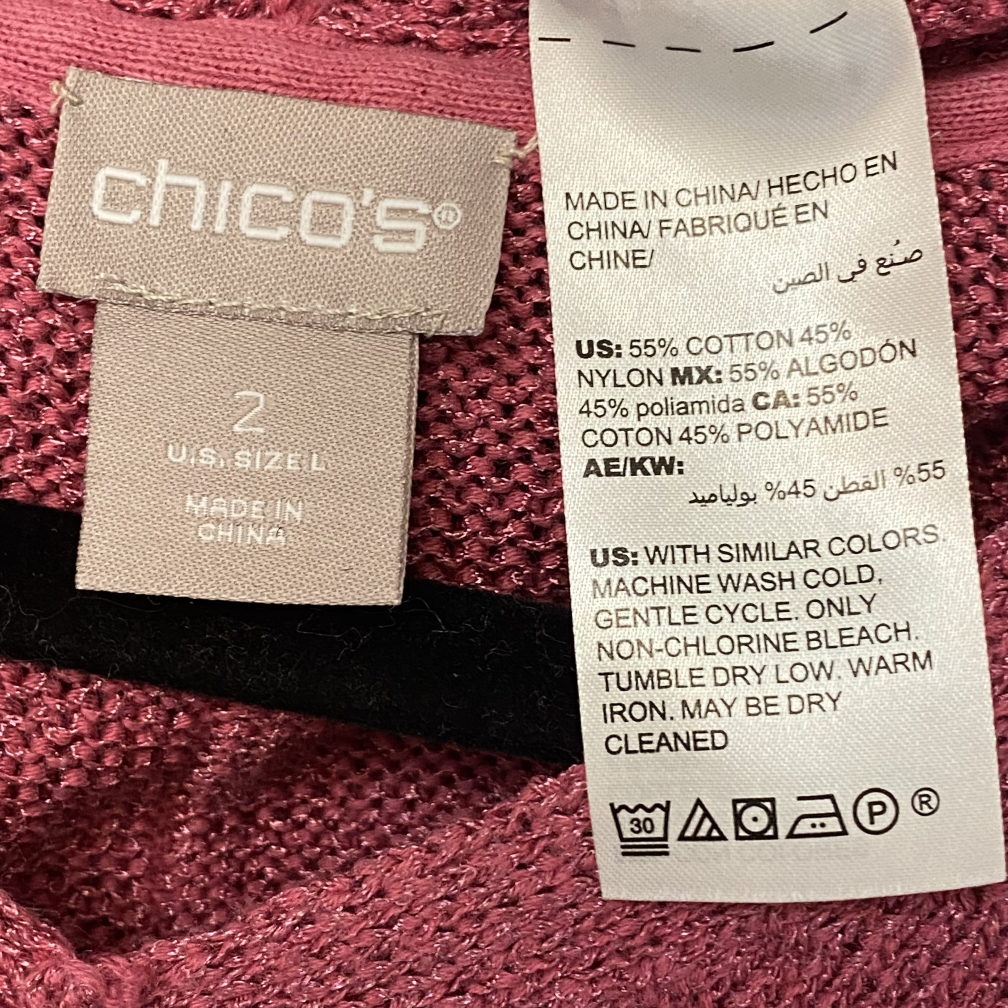 chico's®
2
U.S. SIZE L
MADE IN
CHINA
MADE IN CHINA/ HECHO EN
CHINA/ FABRIQUÉ EN
CHINE/
صُنع في الصين
US: 55% COTTON 45%
NYLON MX: 55% ALGODÓN
45% poliamida CA: 55%
COTON 45% POLYAMIDE
AE/KW:
55% القطن 45% بولياميد
US: WITH SIMILAR COLORS.
MACHINE WASH COLD,
GENTLE CYCLE. ONLY
NON-CHLORINE BLEACH.
TUMBLE DRY LOW. WARM
IRON. MAY BE DRY
CLEANED
30 P ®